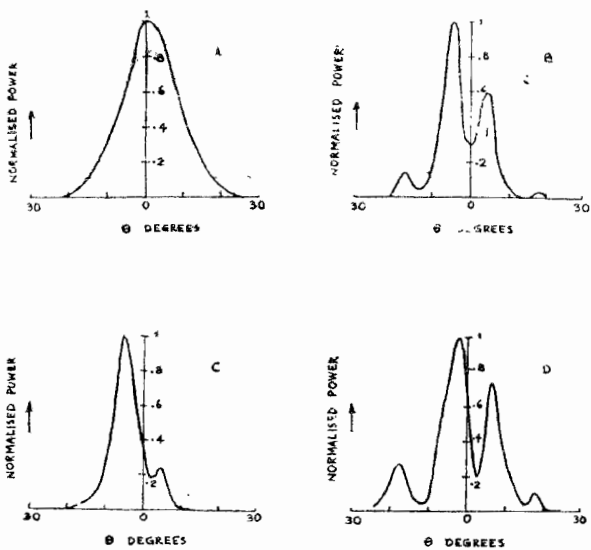 NORMALISED POWER
1
A
.8
.6
.4
.2
30 0 30
θ DEGREES
NORMALISED POWER
B
.8
.2
30 0 30
θ DEGREES
NORMALISED POWER
1
C
.8
.6
.4
.2
30 0 30
θ DEGREES
NORMALISED POWER
1
D
.8
.6
.4
.2
30 0 30
θ DEGREES